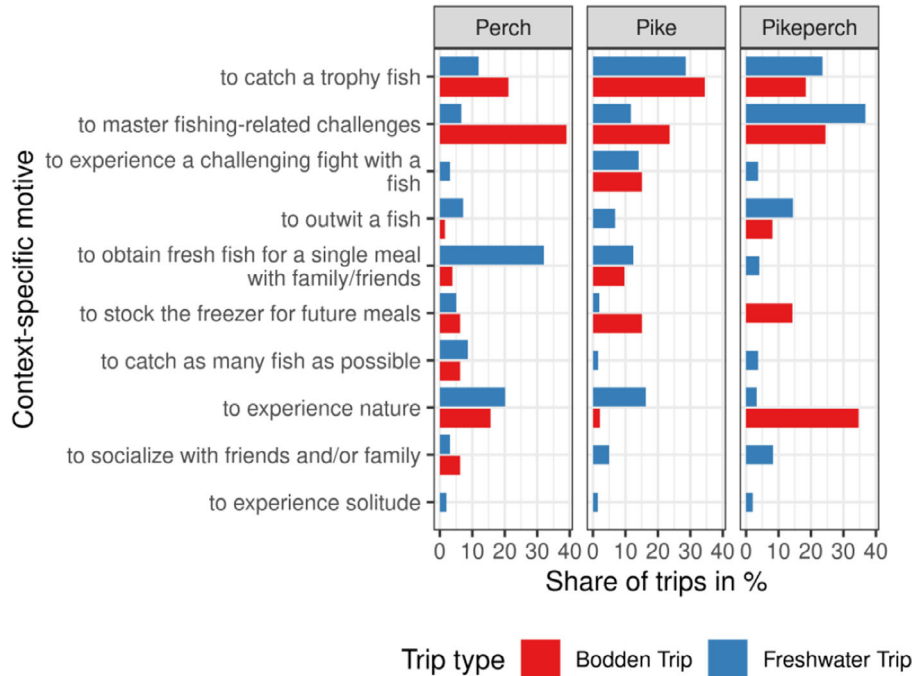 Perch Pike Pikeperch
to catch a trophy fish
to master fishing-related challenges
to experience a challenging fight with a
fish
to outwit a fish
to obtain fresh fish for a single meal
with family/friends
to stock the freezer for future meals
to catch as many fish as possible
to experience nature
to socialize with friends and/or family
to experience solitude
Context-specific motive
0 10 20 30 40 0 10 20 30 40 0 10 20 30 40
Share of trips in %
Trip type Bodden Trip Freshwater Trip